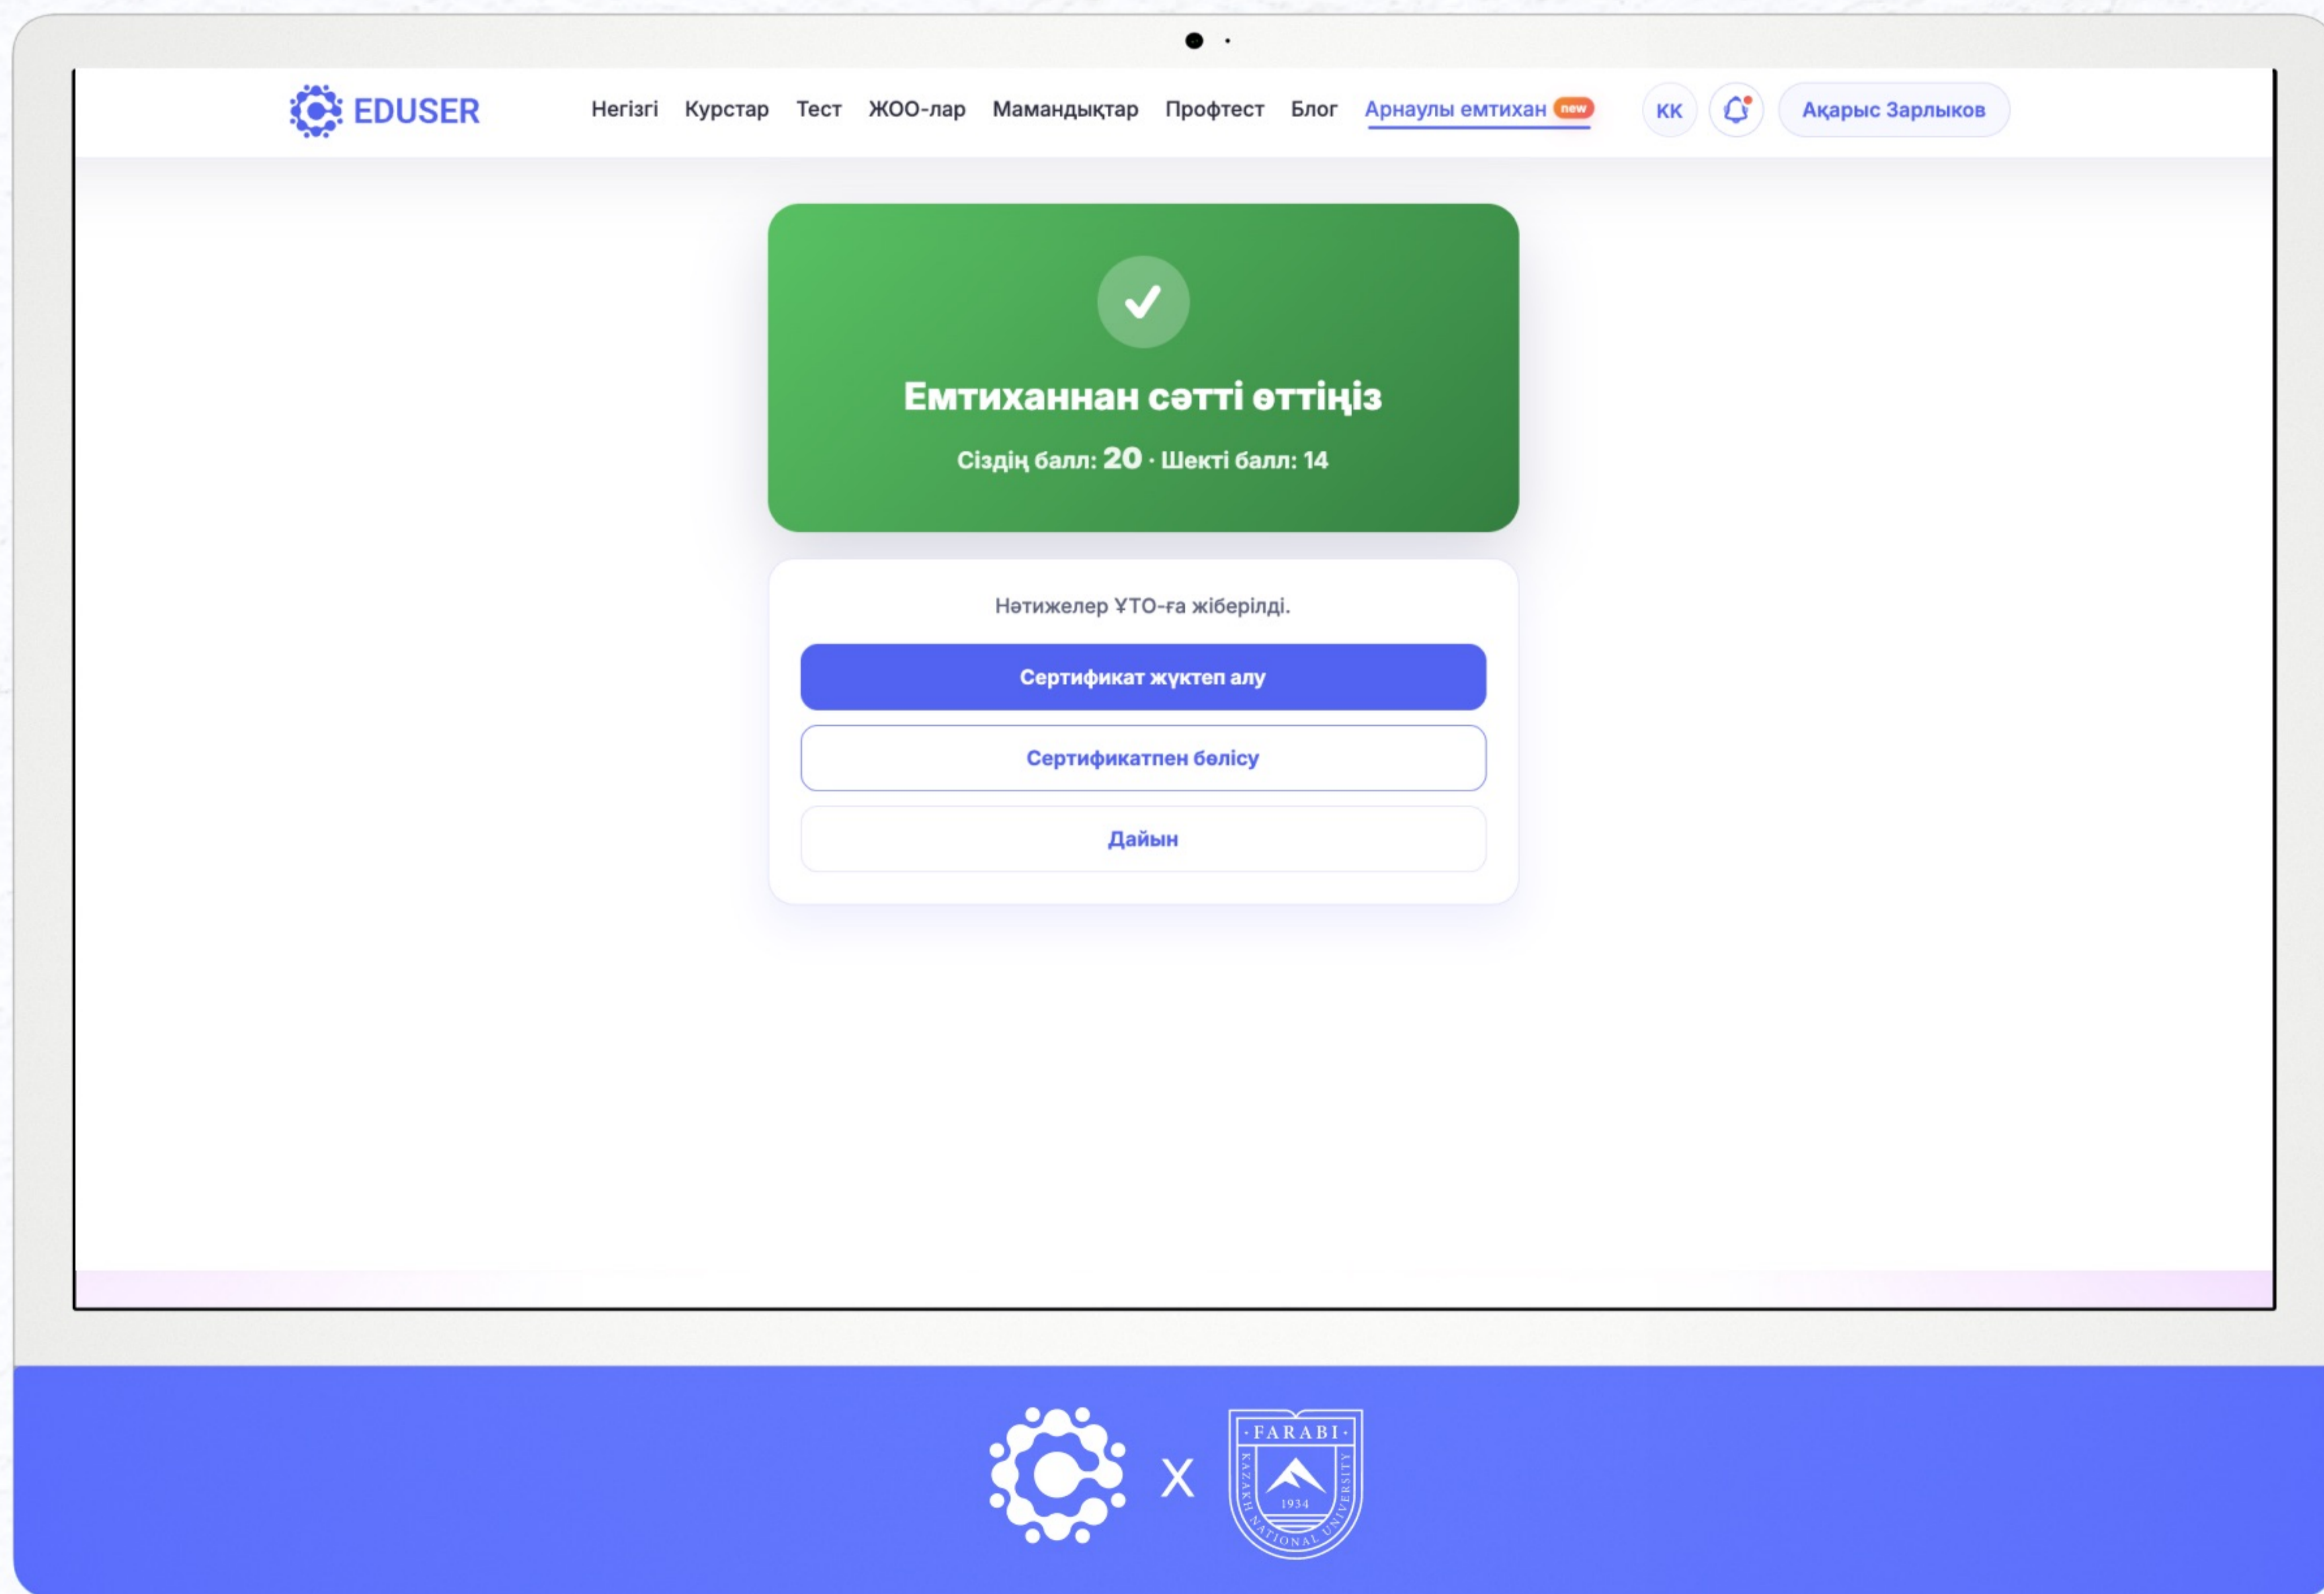 EDUSER
Негізгі Курстар Тест ЖОО-лар Мамандықтар Профтест Блог Арнаулы емтихан new KK Ақарыс Зарлыков
Емтиханнан сәтті өттіңіз
Сіздің балл: 20 · Шекті балл: 14
Нәтижелер ҰТО-ға жіберілді.
Сертификат жүктеп алу
Сертификатпен бөлісу
Дайын
X
·FARABI·
KAZAKH NATIONAL UNIVERSITY
1934